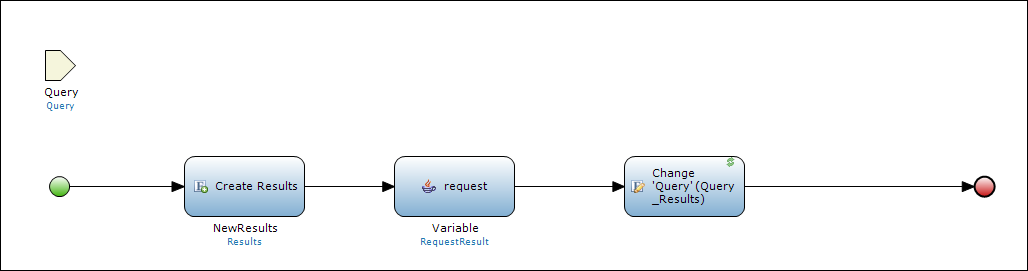 Query
Query
Create Results
NewResults
Results
request
Variable
RequestResult
Change
'Query' (Query
_Results)